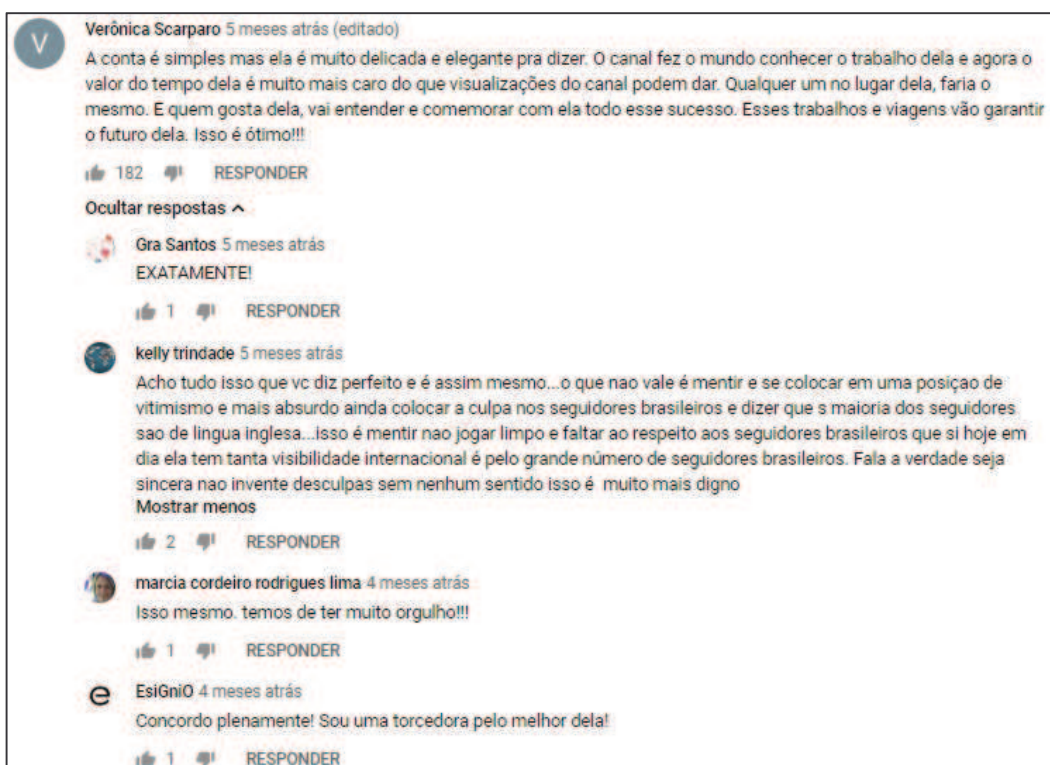 V
Verônica Scarparo 5 meses atrás (editado)
A conta é simples mas ela é muito delicada e elegante pra dizer. O canal fez o mundo conhecer o trabalho dela e agora o
valor do tempo dela é muito mais caro do que visualizações do canal podem dar. Qualquer um no lugar dela, faria o
mesmo. E quem gosta dela, vai entender e comemorar com ela todo esse sucesso. Esses trabalhos e viagens vão garantir
o futuro dela. Isso é ótimo!!!
182 RESPONDER
Ocultar respostas
Gra Santos 5 meses atrás
EXATAMENTE!
1 RESPONDER
kelly trindade 5 meses atrás
Acho tudo isso que vc diz perfeito e é assim mesmo...o que nao vale é mentir e se colocar em uma posiçao de
vitimismo e mais absurdo ainda colocar a culpa nos seguidores brasileiros e dizer que s maioria dos seguidores
sao de lingua inglesa...isso é mentir nao jogar limpo e faltar ao respeito aos seguidores brasileiros que si hoje em
dia ela tem tanta visibilidade internacional é pelo grande número de seguidores brasileiros. Fala a verdade seja
sincera nao invente desculpas sem nenhum sentido isso é muito mais digno
Mostrar menos
2 RESPONDER
marcia cordeiro rodrigues lima 4 meses atrás
Isso mesmo. temos de ter muito orgulho!!!
1 RESPONDER
e
EsiGniO 4 meses atrás
Concordo plenamente! Sou uma torcedora pelo melhor dela!
1 RESPONDER